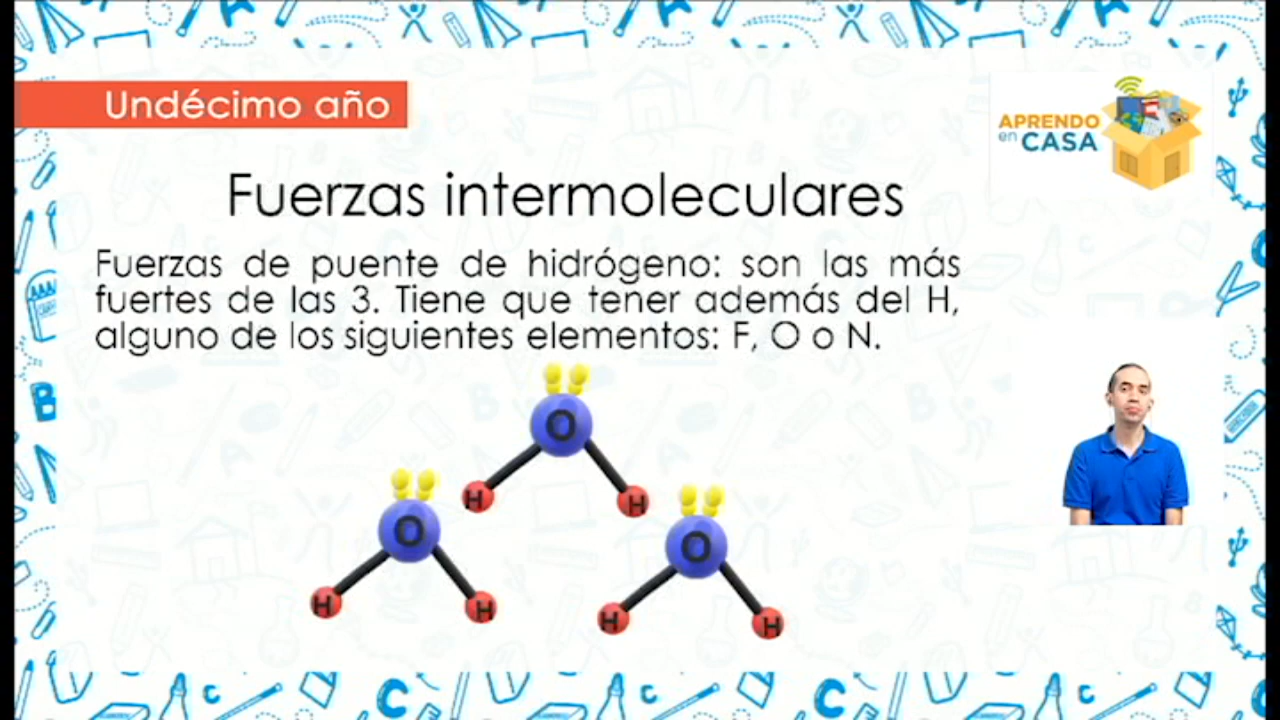 Undécimo año
APRENDO
en CASA
Fuerzas intermoleculares
Fuerzas de puente de hidrógeno: son las más
fuertes de las 3. Tiene que tener además del H,
alguno de los siguientes elementos: F, O o N.
O
H H
O
H H
O
H H